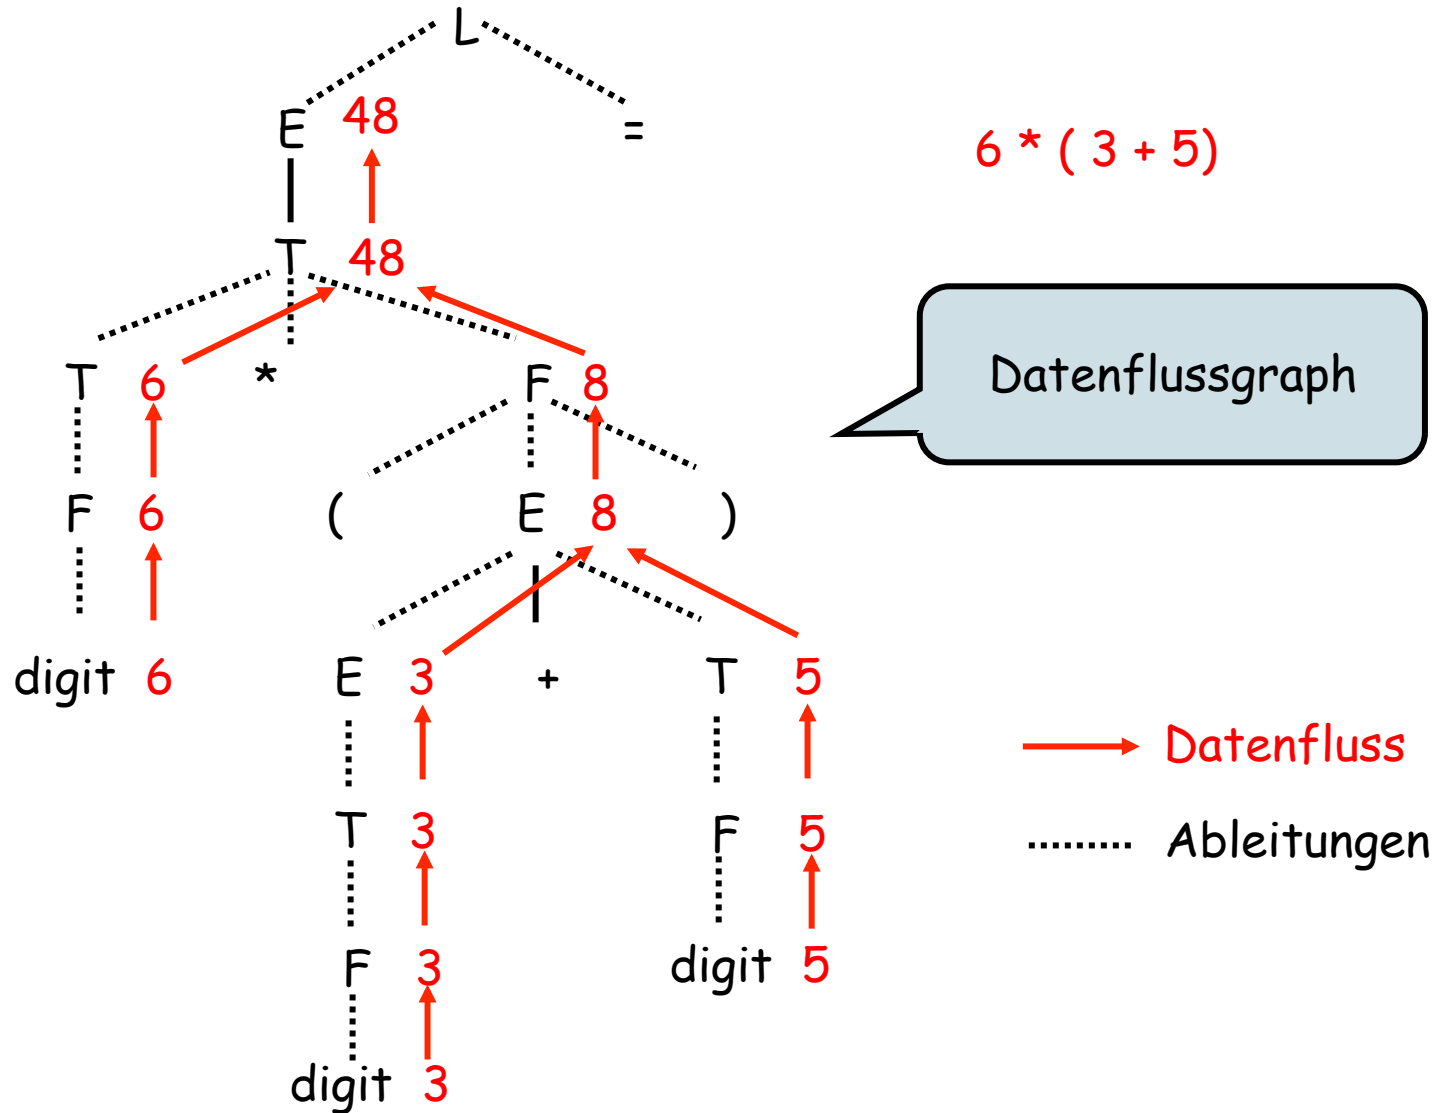 L
E 48 =
6 * ( 3 + 5)
T 48
T 6 * F 8
Datenflussgraph
F 6 ( E 8 )
digit 6 E 3 + T 5
Datenfluss
T 3 F 5
Ableitungen
F 3 digit 5
digit 3